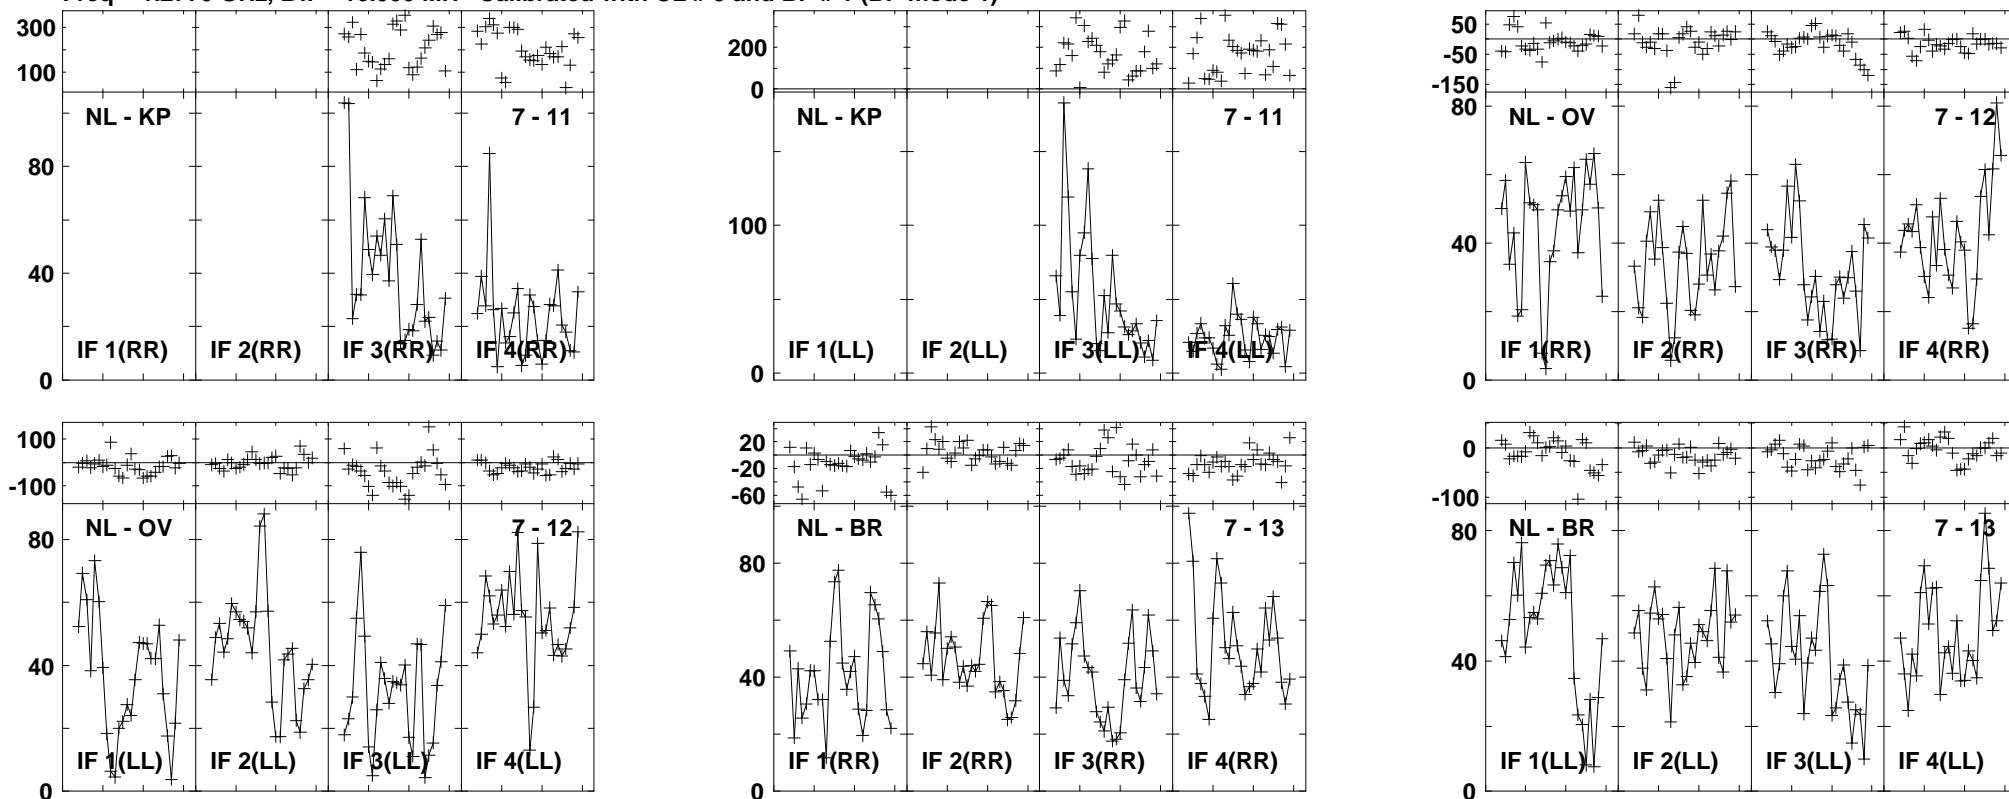 300
100
NL - KP
7 - 11
80
40
0
IF 1(RR)
IF 2(RR)
IF 3(RR)
IF 4(RR)
200
0
NL - KP
7 - 11
100
0
IF 1(LL)
IF 2(LL)
IF 3(LL)
IF 4(LL)
50
-50
-150
NL - OV
7 - 12
80
40
0
IF 1(RR)
IF 2(RR)
IF 3(RR)
IF 4(RR)
100
-100
NL - OV
7 - 12
80
40
0
IF 1(LL)
IF 2(LL)
IF 3(LL)
IF 4(LL)
20
-20
-60
NL - BR
7 - 13
80
40
0
IF 1(RR)
IF 2(RR)
IF 3(RR)
IF 4(RR)
0
-100
NL - BR
7 - 13
80
40
0
IF 1(LL)
IF 2(LL)
IF 3(LL)
IF 4(LL)